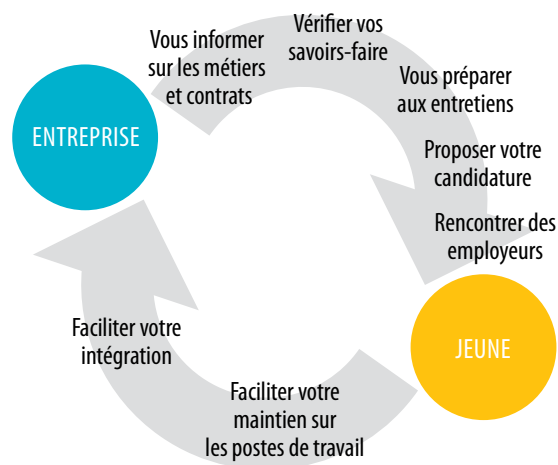 ENTREPRISE
Vous informer
sur les métiers
et contrats
Vérifier vos
savoirs-faire
Vous préparer
aux entretiens
Proposer votre
candidature
Rencontrer des
employeurs
JEUNE
Faciliter votre
maintien sur
les postes de travail
Faciliter votre
intégration